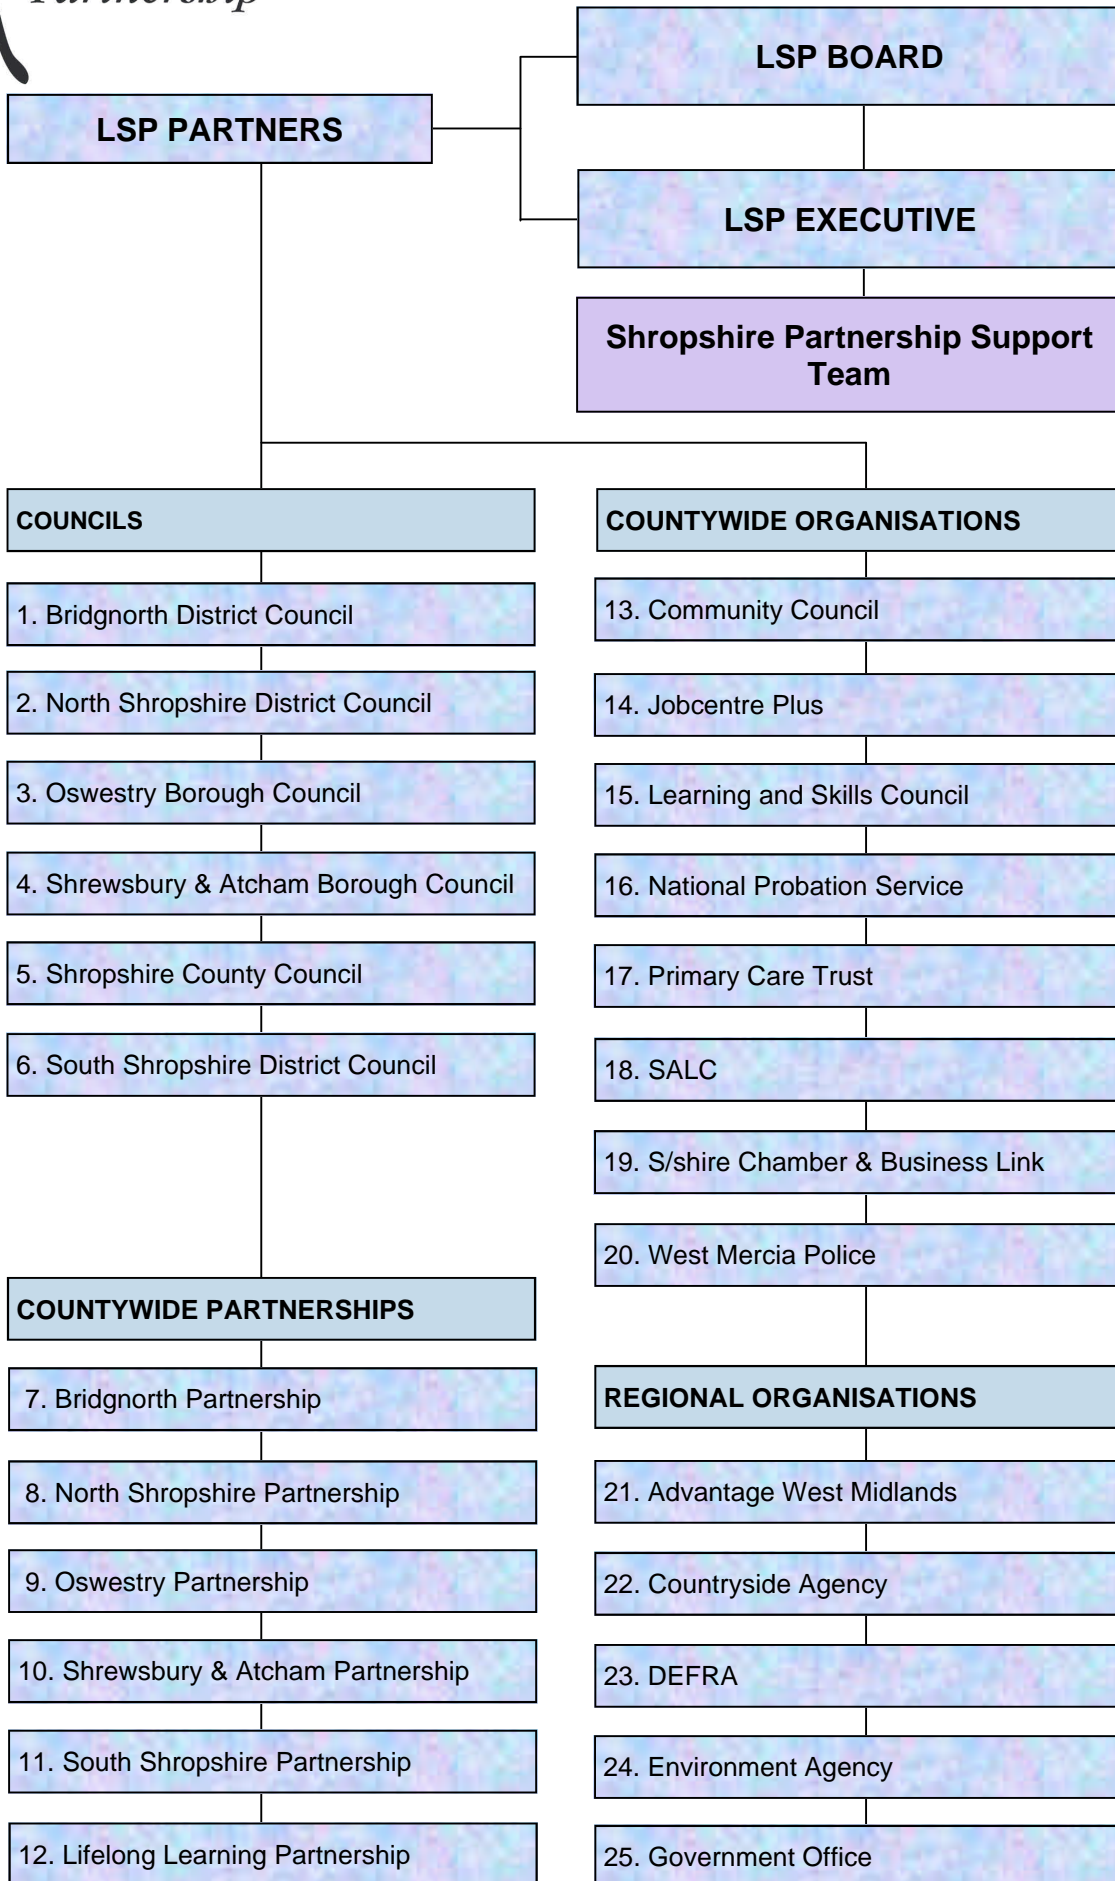 Partnership
LSP BOARD
LSP PARTNERS
LSP EXECUTIVE
Shropshire Partnership Support
Team
COUNCILS
1. Bridgnorth District Council
2. North Shropshire District Council
3. Oswestry Borough Council
4. Shrewsbury & Atcham Borough Council
5. Shropshire County Council
6. South Shropshire District Council
COUNTYWIDE PARTNERSHIPS
7. Bridgnorth Partnership
8. North Shropshire Partnership
9. Oswestry Partnership
10. Shrewsbury & Atcham Partnership
11. South Shropshire Partnership
12. Lifelong Learning Partnership
COUNTYWIDE ORGANISATIONS
13. Community Council
14. Jobcentre Plus
15. Learning and Skills Council
16. National Probation Service
17. Primary Care Trust
18. SALC
19. S/shire Chamber & Business Link
20. West Mercia Police
REGIONAL ORGANISATIONS
21. Advantage West Midlands
22. Countryside Agency
23. DEFRA
24. Environment Agency
25. Government Office